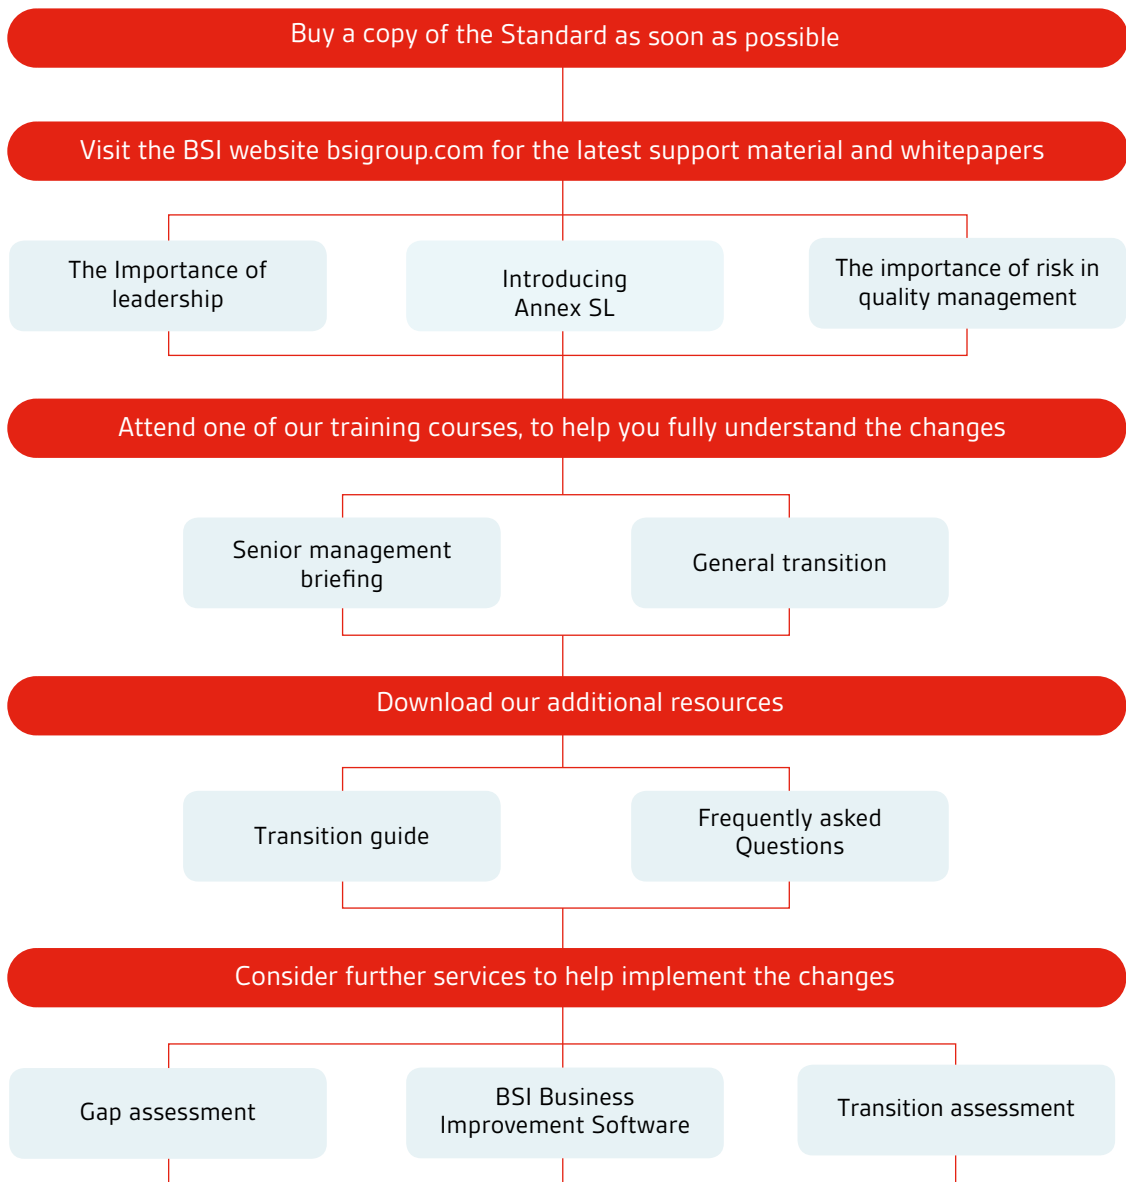 Buy a copy of the Standard as soon as possible
Visit the BSI website bsigroup.com for the latest support material and whitepapers
The Importance of
leadership
Introducing
Annex SL
The importance of risk in
quality management
Attend one of our training courses, to help you fully understand the changes
Senior management
briefing
General transition
Download our additional resources
Transition guide
Frequently asked
Questions
Consider further services to help implement the changes
Gap assessment
BSI Business
Improvement Software
Transition assessment